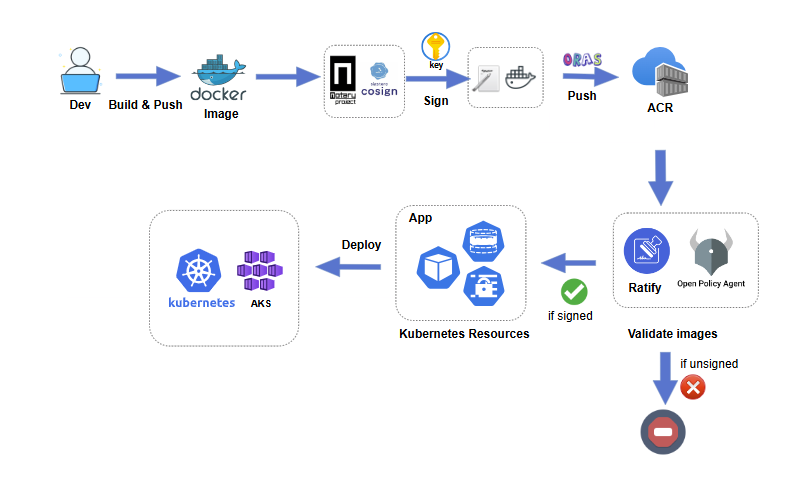 key
ORAS
docker
Notary
project
sigstore
cosign
Dev
Build & Push
Image
Sign
Push
ACR
App
Deploy
kubernetes
AKS
Ratify
Open Policy Agent
if signed
Kubernetes Resources
Validate images
if unsigned